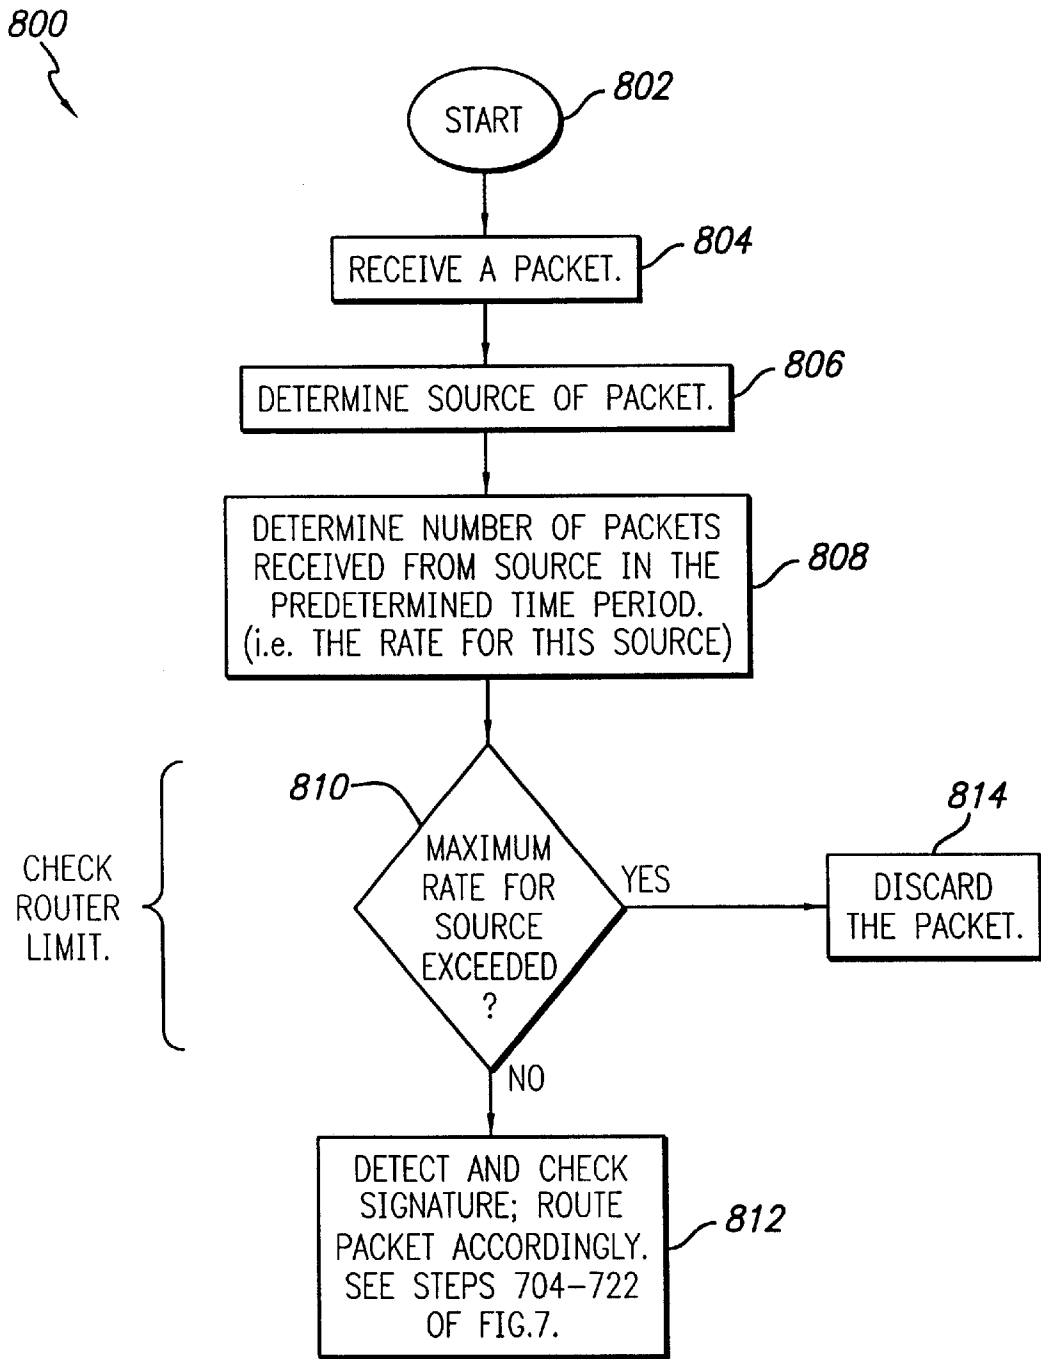 800
START
802
RECEIVE A PACKET.
804
DETERMINE SOURCE OF PACKET.
806
DETERMINE NUMBER OF PACKETS
RECEIVED FROM SOURCE IN THE
PREDETERMINED TIME PERIOD.
(i.e. THE RATE FOR THIS SOURCE)
808
CHECK
ROUTER
LIMIT.
810
MAXIMUM
RATE FOR
SOURCE
EXCEEDED
?
YES
814
DISCARD
THE PACKET.
NO
DETECT AND CHECK
SIGNATURE; ROUTE
PACKET ACCORDINGLY.
SEE STEPS 704–722
OF FIG.7.
812